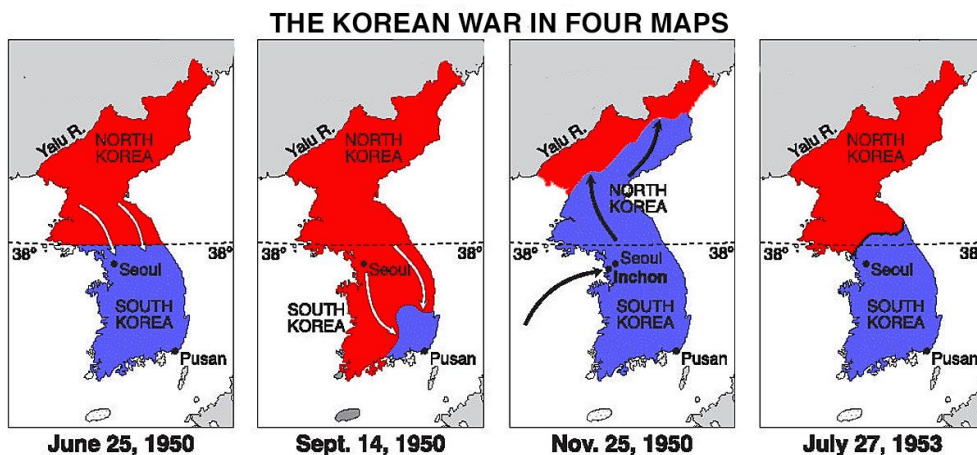 THE KOREAN WAR IN FOUR MAPS
Yalu R.
NORTH
KOREA
38°
38°
Seoul
SOUTH
KOREA
Pusan
June 25, 1950
Yalu R.
NORTH
KOREA
38°
38°
Seoul
SOUTH
KOREA
Pusan
Sept. 14, 1950
Yalu R.
NORTH
KOREA
38°
38°
Seoul
Inchon
SOUTH
KOREA
Pusan
Nov. 25, 1950
Yalu R.
NORTH
KOREA
38°
38°
Seoul
SOUTH
KOREA
Pusan
July 27, 1953